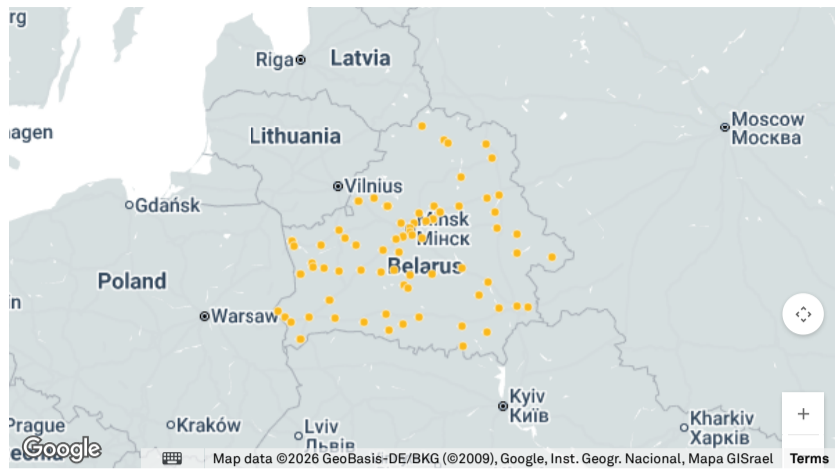 rg
Riga
Latvia
Moscow
Москва
agen
Lithuania
Vilnius
Gdańsk
Minsk
Мінск
Belarus
Poland
in
Warsaw
Kyiv
Київ
Prague
Kraków
Lviv
Львів
Kharkiv
Харків
Google
Map data ©2026 GeoBasis-DE/BKG (©2009), Google, Inst. Geogr. Nacional, Mapa GISrael
Terms